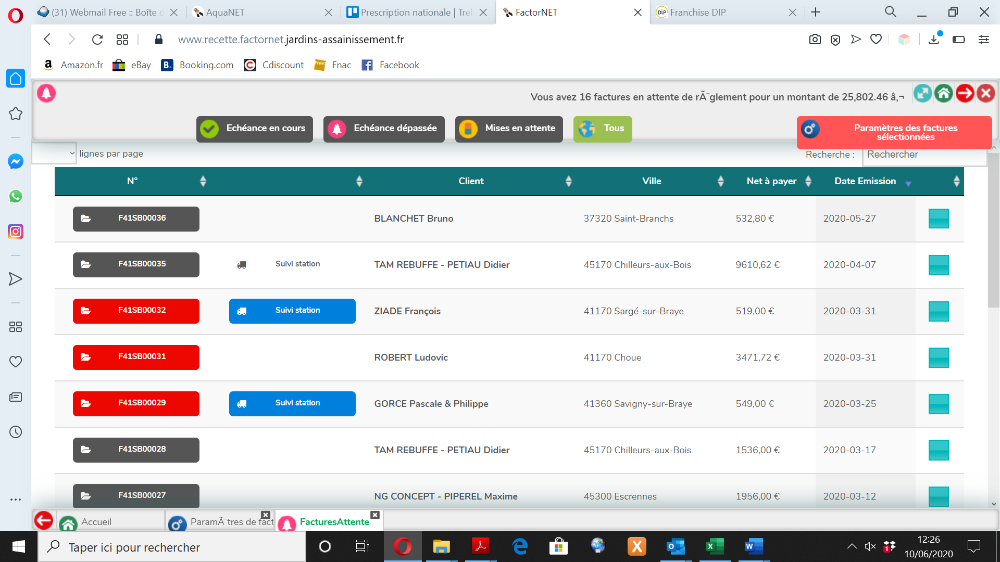 (31) Webmail Free :: Boîte d
AquaNET
Prescription nationale | Trel
FactorNET
DIP Franchise DIP
www.recette.factornet.jardins-assainissement.fr
Amazon.fr
eBay
B. Booking.com
Cdiscount
fnac Fnac
Facebook
Vous avez 16 factures en attente de rÃ¨glement pour un montant de 25,802.46 â‚¬
Echéance en cours
Echéance dépassée
Mises en attente
Tous
Paramètres des factures
sélectionnées
lignes par page
Recherche :
Rechercher
N° Client Ville Net à payer Date Emission
F41SB00036 BLANCHET Bruno 37320 Saint-Branchs 532,80 € 2020-05-27
F41SB00035 Suivi station TAM REBUFFE - PETIAU Didier 45170 Chilleurs-aux-Bois 9610,62 € 2020-04-07
F41SB00032 Suivi station ZIADE François 41170 Sargé-sur-Braye 519,00 € 2020-03-31
F41SB00031 ROBERT Ludovic 41170 Choue 3471,72 € 2020-03-31
F41SB00029 Suivi station GORCE Pascale & Philippe 41360 Savigny-sur-Braye 549,00 € 2020-03-25
F41SB00028 TAM REBUFFE - PETIAU Didier 45170 Chilleurs-aux-Bois 1536,00 € 2020-03-17
F41SB00027 NG CONCEPT - PIPEREL Maxime 45300 Escrennes 1956,00 € 2020-03-12
Accueil
ParamÃ¨tres de fact
FacturesAttente
Taper ici pour rechercher
1
12:26
10/06/2020